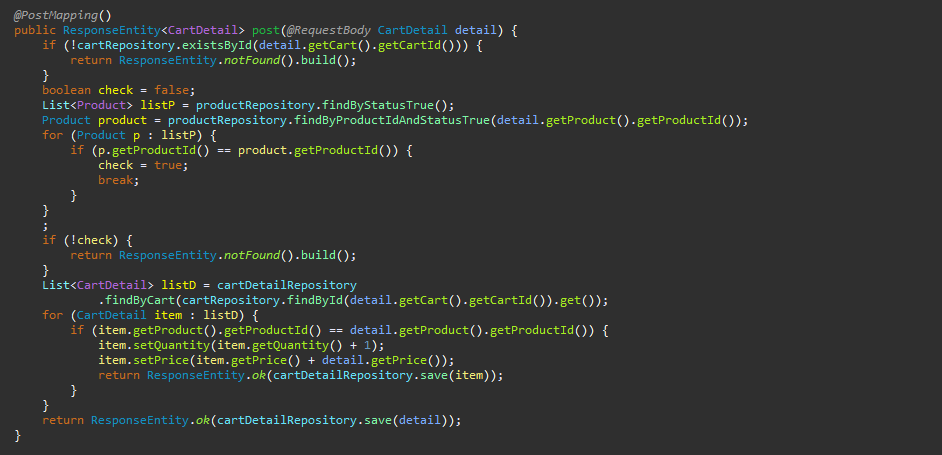 @PostMapping()
public ResponseEntity<CartDetail> post(@RequestBody CartDetail detail) {
    if (!cartRepository.existsById(detail.getCart().getCartId())) {
        return ResponseEntity.notFound().build();
    }
    boolean check = false;
    List<Product> listP = productRepository.findByStatusTrue();
    Product product = productRepository.findByProductIdAndStatusTrue(detail.getProduct().getProductId());
    for (Product p : listP) {
        if (p.getProductId() == product.getProductId()) {
            check = true;
            break;
        }
    }
    ;
    if (!check) {
        return ResponseEntity.notFound().build();
    }
    List<CartDetail> listD = cartDetailRepository
            .findByCart(cartRepository.findById(detail.getCart().getCartId()).get());
    for (CartDetail item : listD) {
        if (item.getProduct().getProductId() == detail.getProduct().getProductId()) {
            item.setQuantity(item.getQuantity() + 1);
            item.setPrice(item.getPrice() + detail.getPrice());
            return ResponseEntity.ok(cartDetailRepository.save(item));
        }
    }
    return ResponseEntity.ok(cartDetailRepository.save(detail));
}